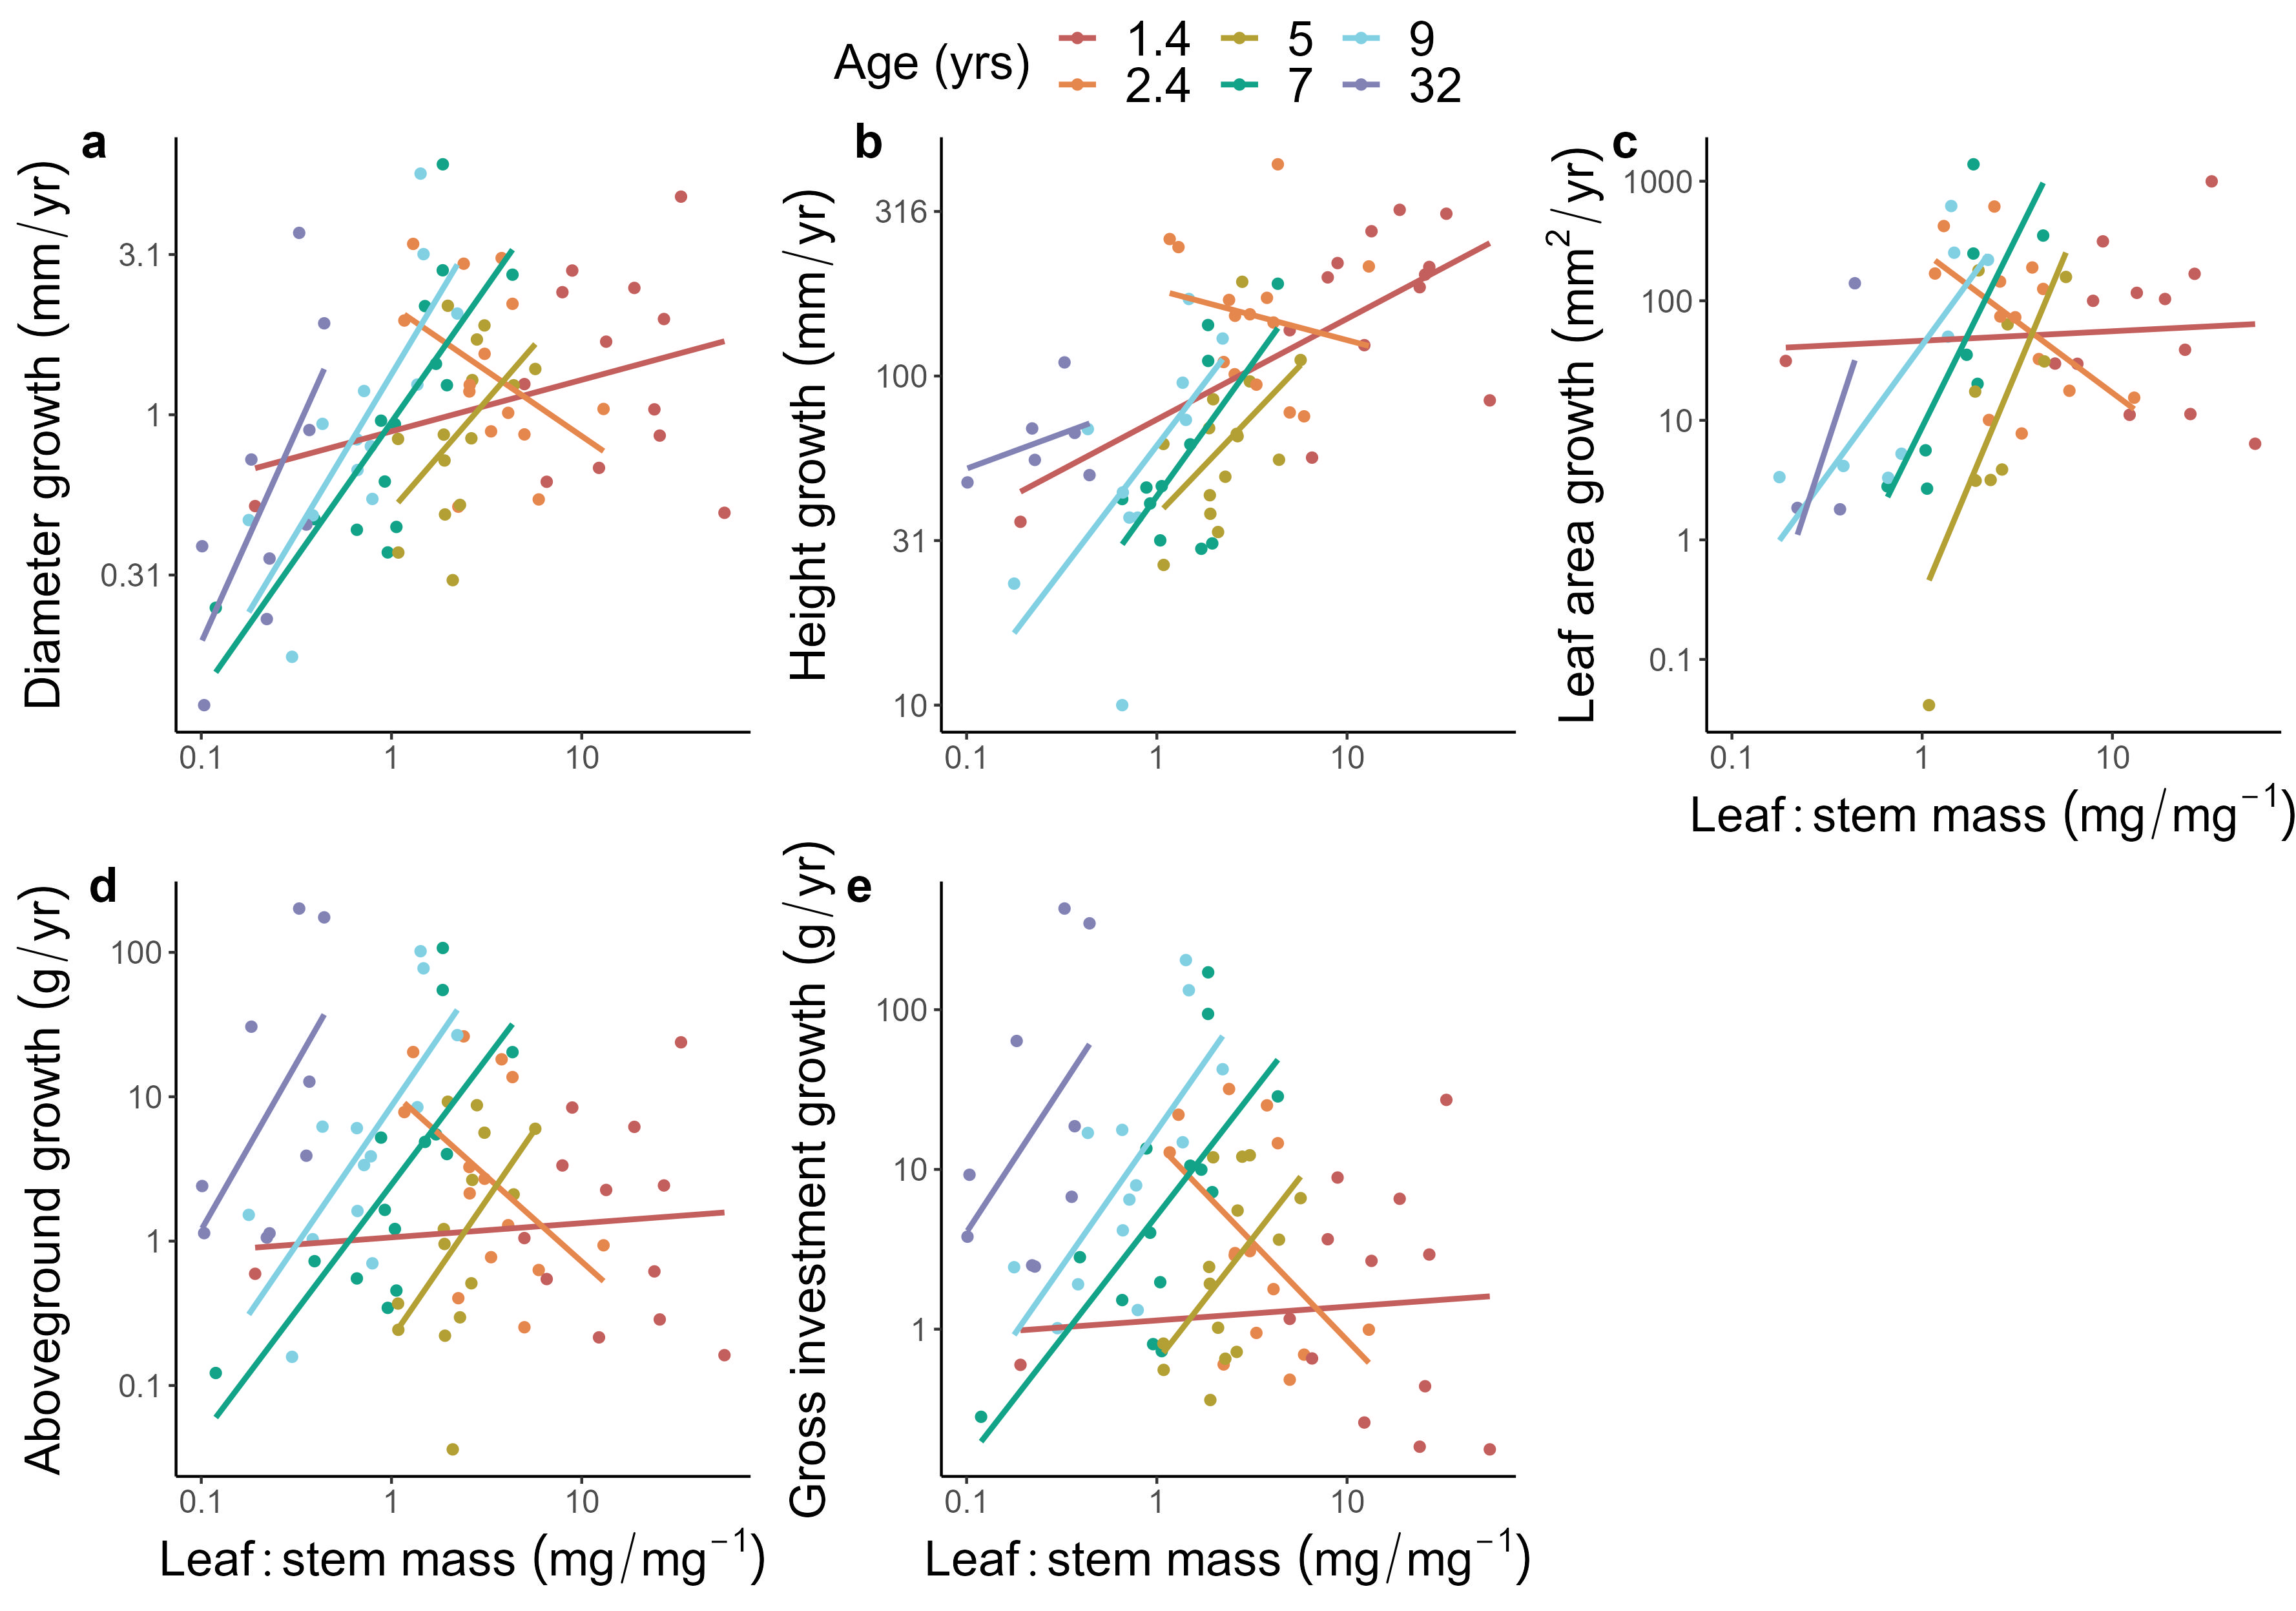 Age (yrs) 1.4 5 9
2.4 7 32
a
Diameter growth (mm/yr)
3.1
1
0.31
0.1 1 10
b
Height growth (mm/yr)
316
100
31
10
0.1 1 10
c
Leaf area growth (mm²/yr)
1000
100
10
1
0.1
0.1 1 10
Leaf:stem mass (mg/mg⁻¹)
d
Aboveground growth (g/yr)
100
10
1
0.1
0.1 1 10
Leaf:stem mass (mg/mg⁻¹)
e
Gross investment growth (g/yr)
100
10
1
0.1 1 10
Leaf:stem mass (mg/mg⁻¹)